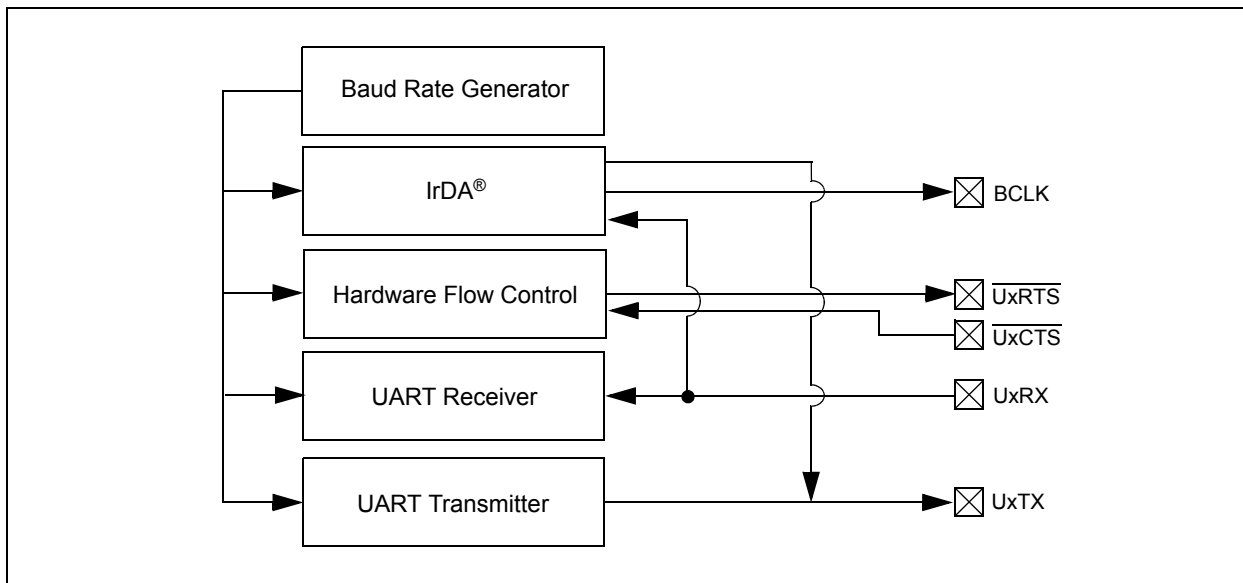 Baud Rate Generator
IrDA®
BCLK
Hardware Flow Control
UxRTS
UxCTS
UART Receiver
UxRX
UART Transmitter
UxTX